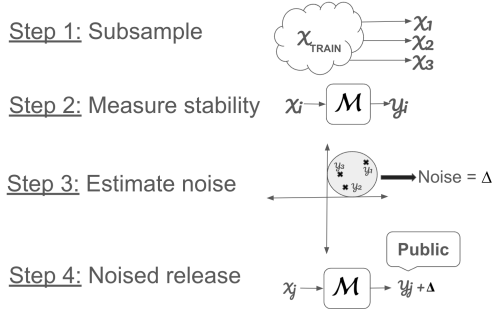 Step 1: Subsample
𝒳TRAIN
𝒳1
𝒳2
𝒳3
Step 2: Measure stability
𝒳i
ℳ
𝒴i
Step 3: Estimate noise
𝒴3
𝒴1
𝒴2
Noise = Δ
Public
Step 4: Noised release
𝒳j
ℳ
𝒴j + Δ